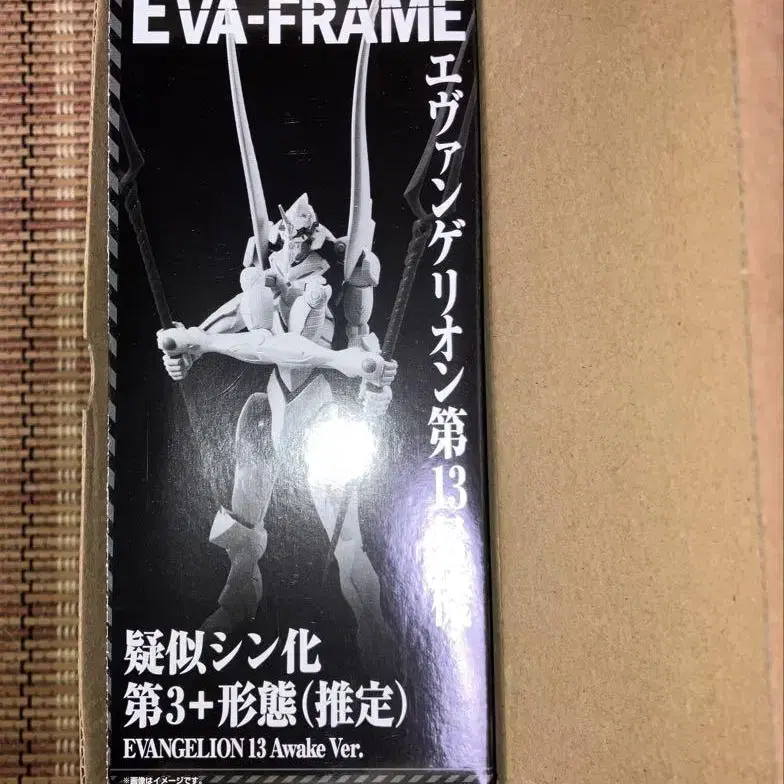 EVA-FRAME
エヴァンゲリオン第13
疑似シン化
第3+形態(推定)
EVANGELION 13 Awake Ver.
※画像はイメージです。